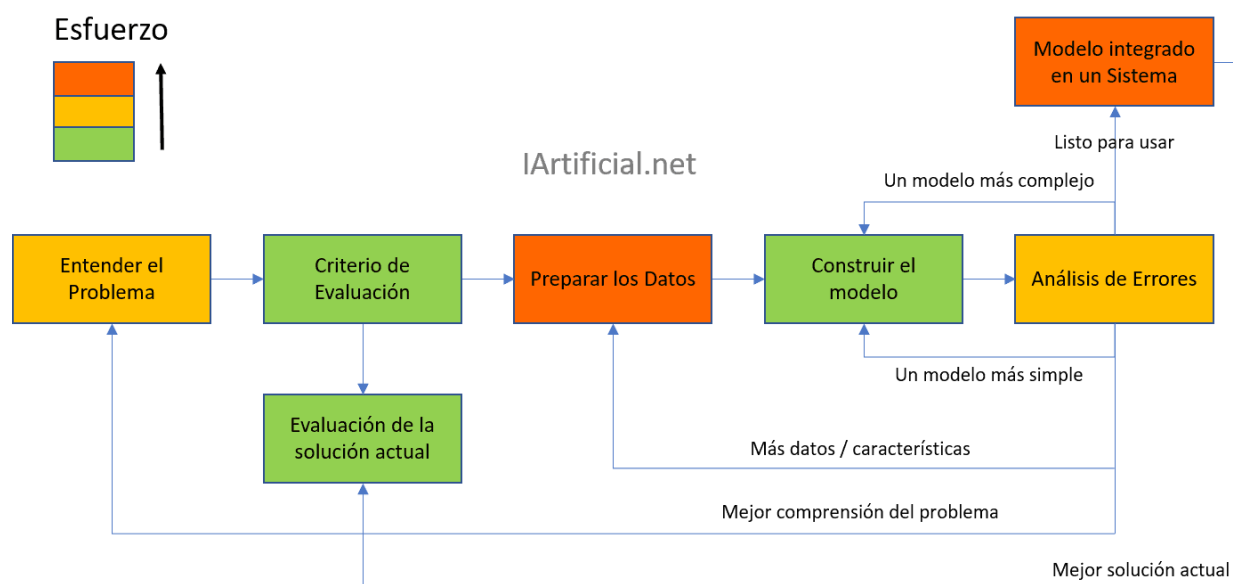 Esfuerzo
Modelo integrado
en un Sistema
Listo para usar
IArtificial.net
Un modelo más complejo
Entender el
Problema
Criterio de
Evaluación
Preparar los Datos
Construir el
modelo
Análisis de Errores
Un modelo más simple
Evaluación de la
solución actual
Más datos / características
Mejor comprensión del problema
Mejor solución actual